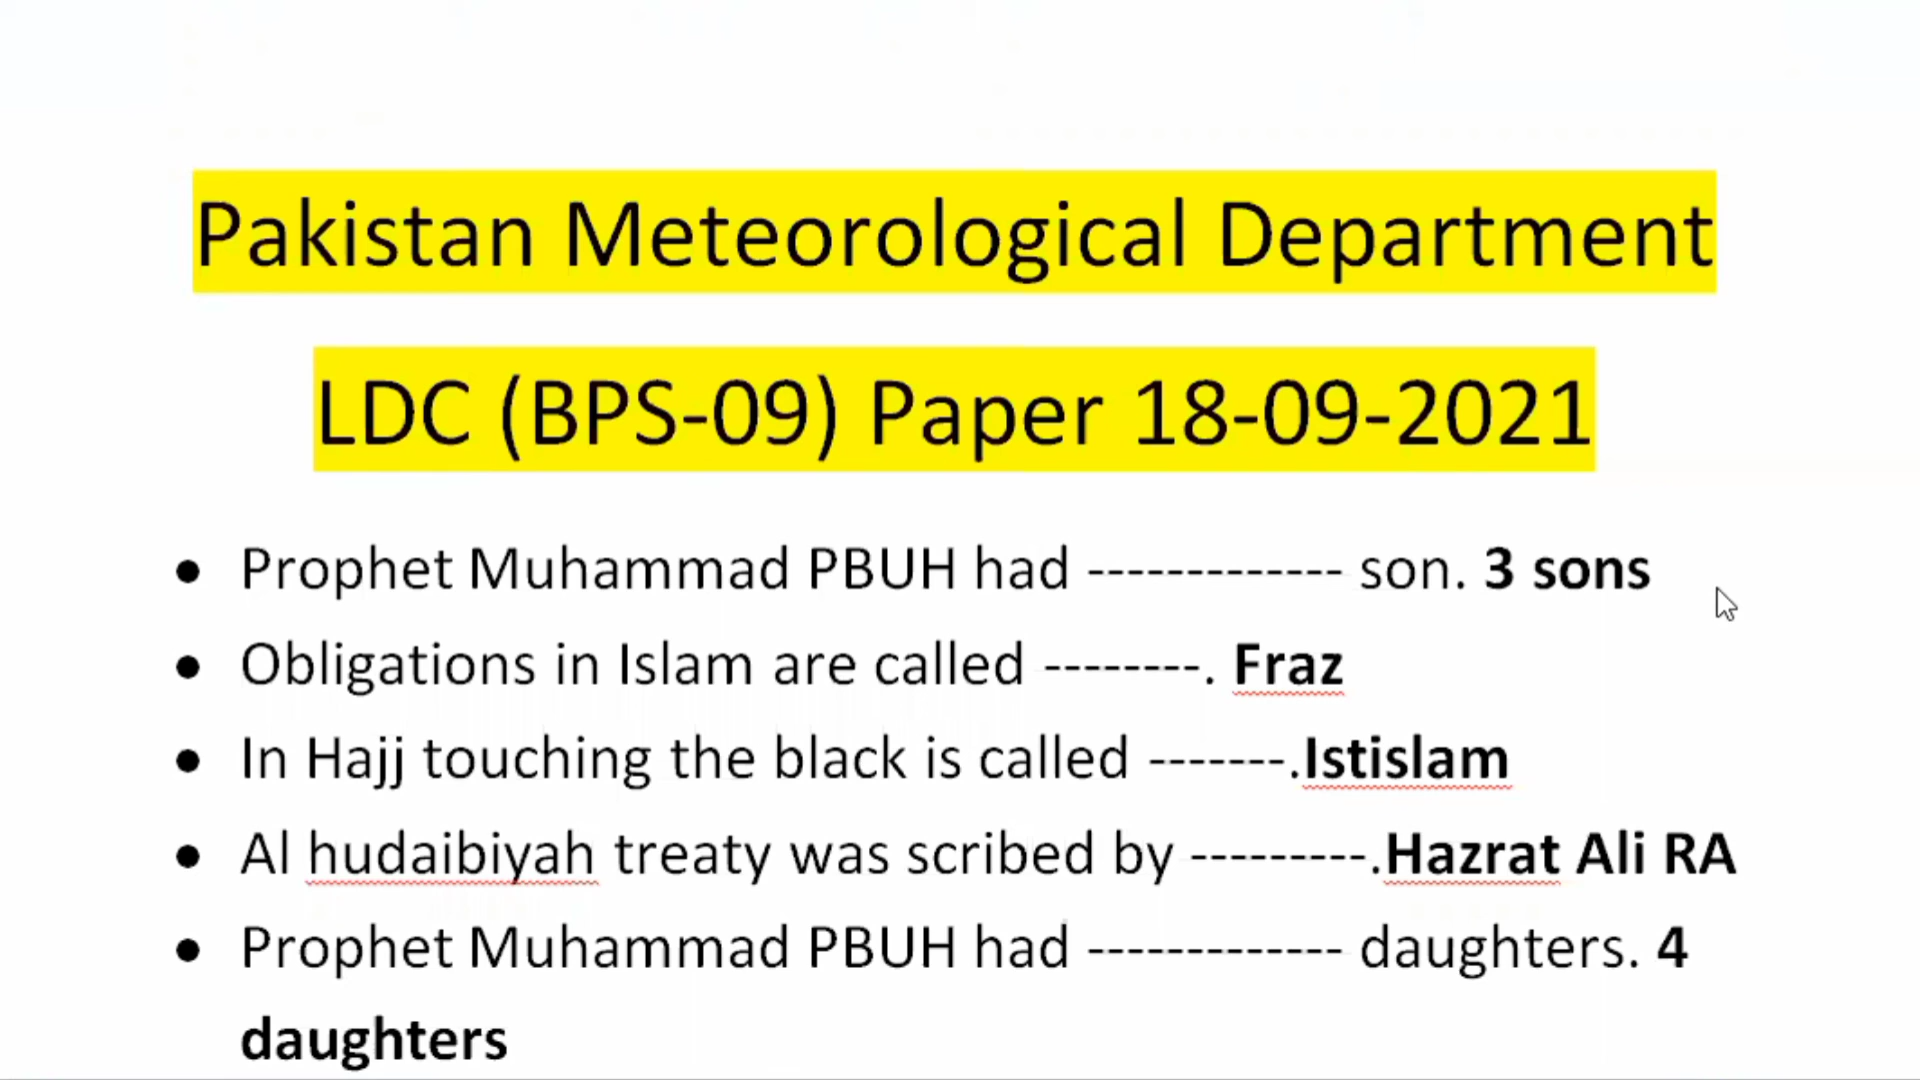 Pakistan Meteorological Department
LDC (BPS-09) Paper 18-09-2021
• Prophet Muhammad PBUH had ------------- son. 3 sons
• Obligations in Islam are called --------. Fraz
• In Hajj touching the black is called -------.Istislam
• Al hudaibiyah treaty was scribed by ---------.Hazrat Ali RA
• Prophet Muhammad PBUH had ------------- daughters. 4
daughters